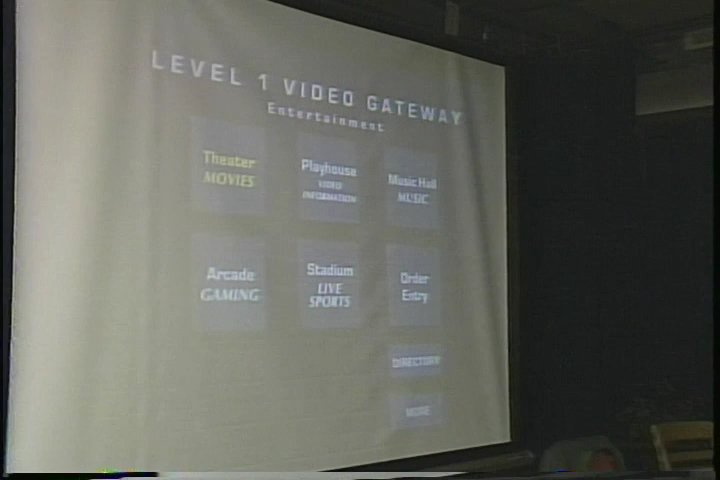 LEVEL 1 VIDEO GATEWAY
Entertainment
Theater
MOVIES
Playhouse
VIDEO
INFORMATION
Music Hall
MUSIC
Arcade
GAMING
Stadium
LIVE
SPORTS
Order
Entry
DIRECTORY
MORE